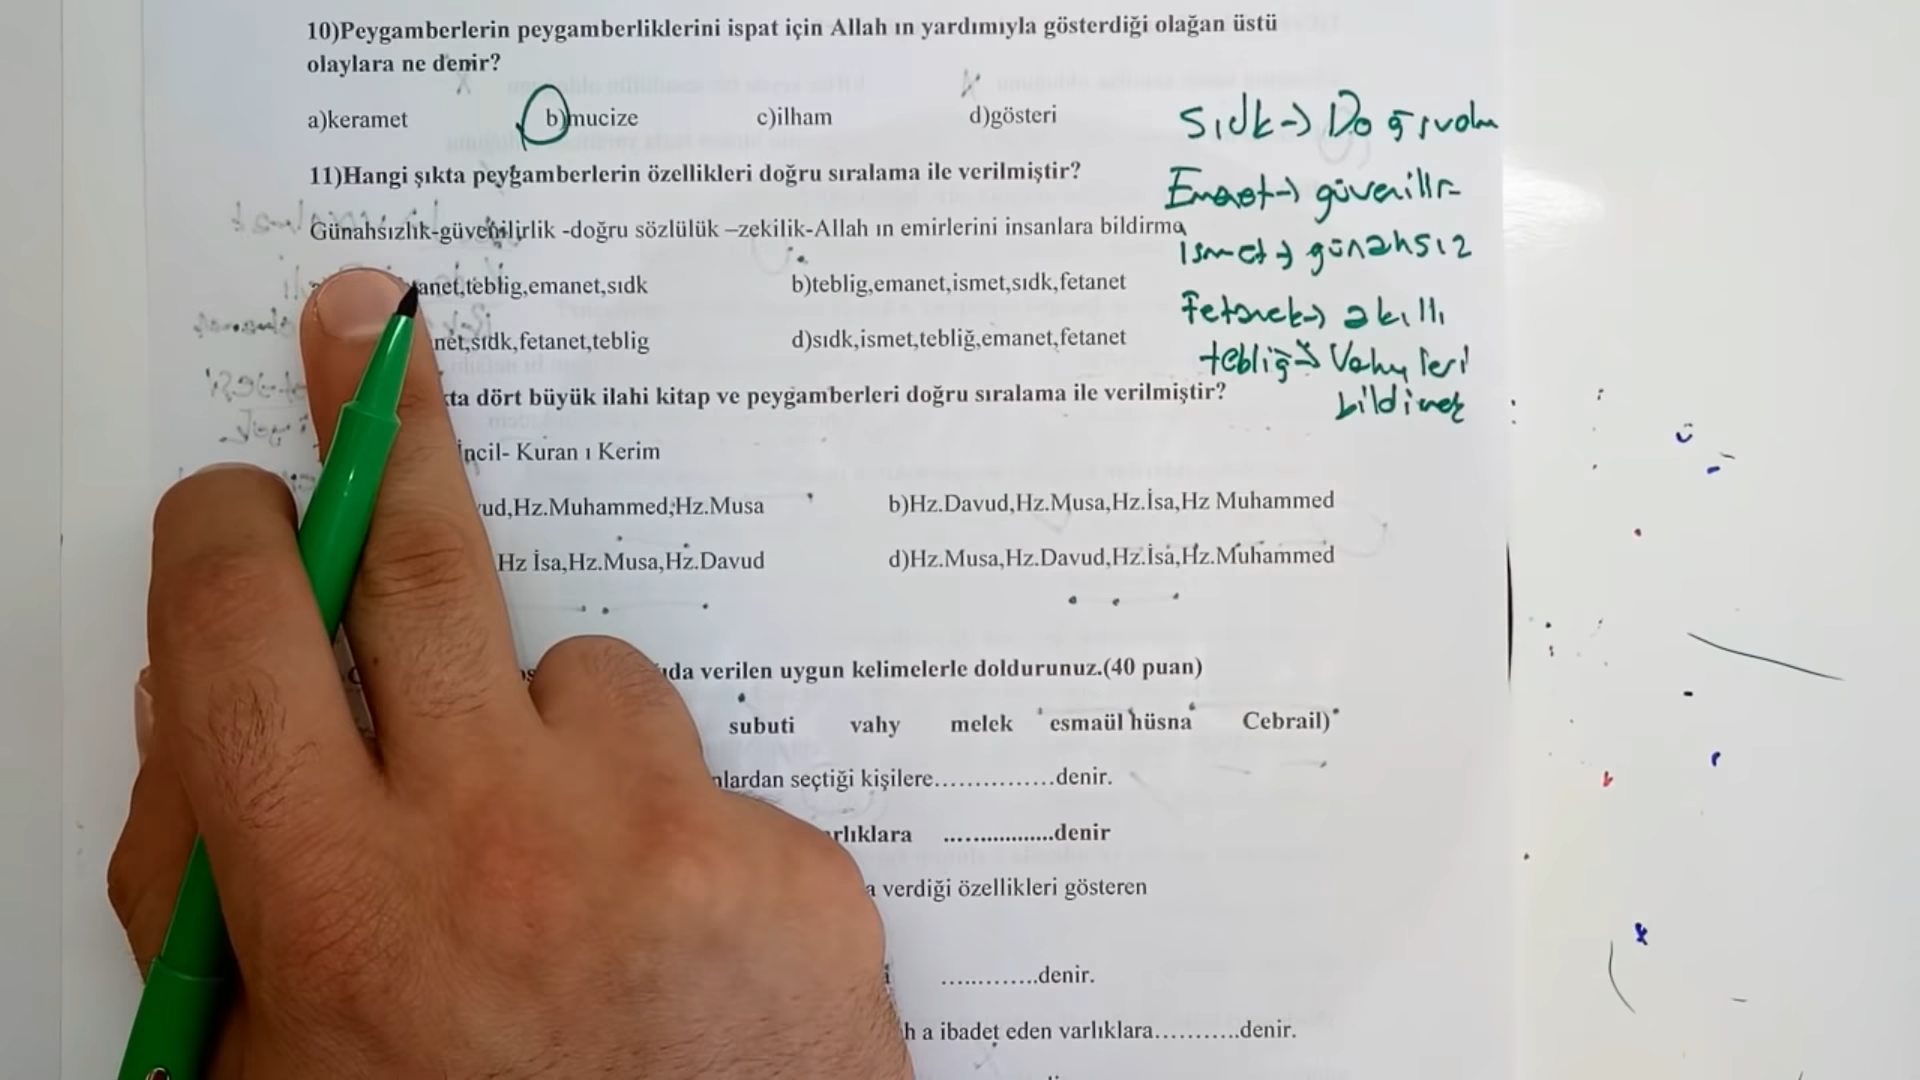 10)Peygamberlerin peygamberliklerini ispat için Allah ın yardımıyla gösterdiği olağan üstü
olaylara ne denir?
a)keramet b)mucize c)ilham d)gösteri
11)Hangi şıkta peygamberlerin özellikleri doğru sıralama ile verilmiştir?
Günahsızlık-güvenilirlik -doğru sözlülük –zekilik-Allah ın emirlerini insanlara bildirme
tanet,teblig,emanet,sıdk b)teblig,emanet,ismet,sıdk,fetanet
net,sıdk,fetanet,teblig d)sıdk,ismet,tebliğ,emanet,fetanet
kta dört büyük ilahi kitap ve peygamberleri doğru sıralama ile verilmiştir?
İncil- Kuran ı Kerim
ud,Hz.Muhammed,Hz.Musa b)Hz.Davud,Hz.Musa,Hz.İsa,Hz Muhammed
Hz İsa,Hz.Musa,Hz.Davud d)Hz.Musa,Hz.Davud,Hz.İsa,Hz.Muhammed
da verilen uygun kelimelerle doldurunuz.(40 puan)
subuti vahy melek esmaül hüsna Cebrail)
nlardan seçtiği kişilere……………denir.
rlıklara ……………..denir
a verdiği özellikleri gösteren
………….denir.
h a ibadet eden varlıklara………..denir.
Sıdk→ Doğruolm
Emanet→ güvenilir
ismet→ günahsız
Fetanet→ akıllı
tebliğ→ Vahyleri
bildirmek